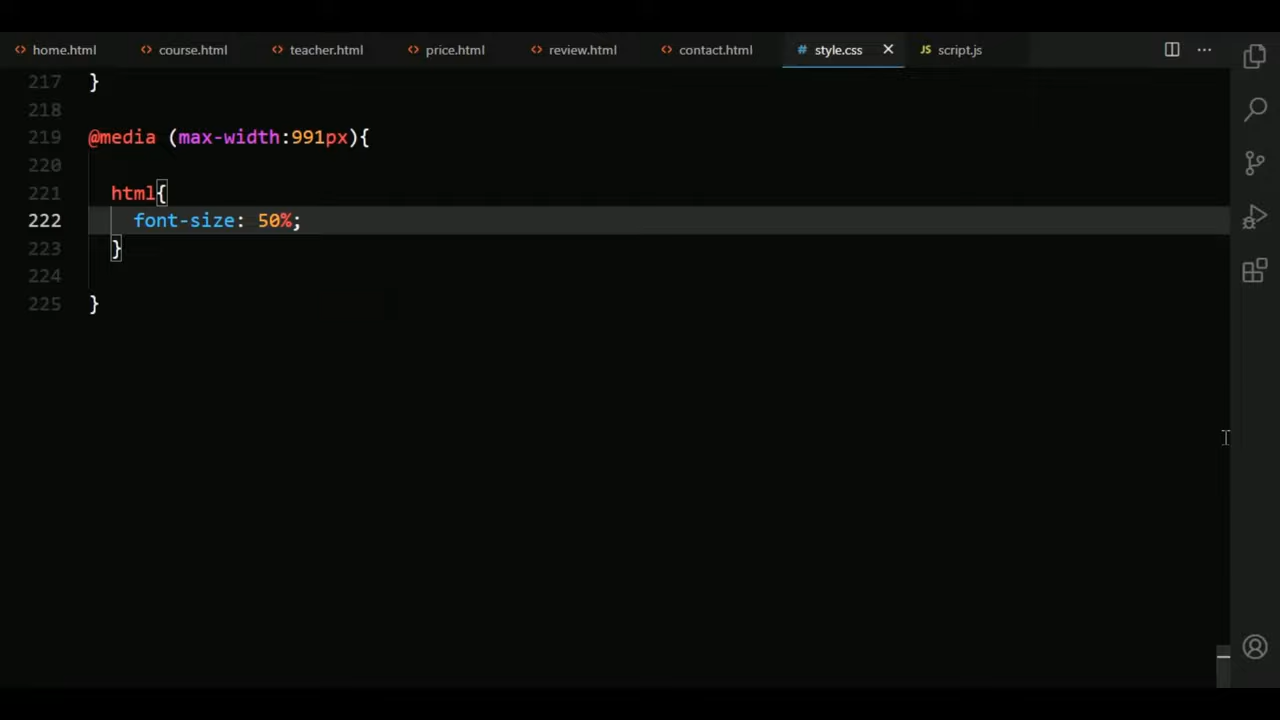 home.html course.html teacher.html price.html review.html contact.html # style.css JS script.js
217 }
218
219 @media (max-width:991px){
220
221 html{
222 font-size: 50%;
223 }
224
225 }